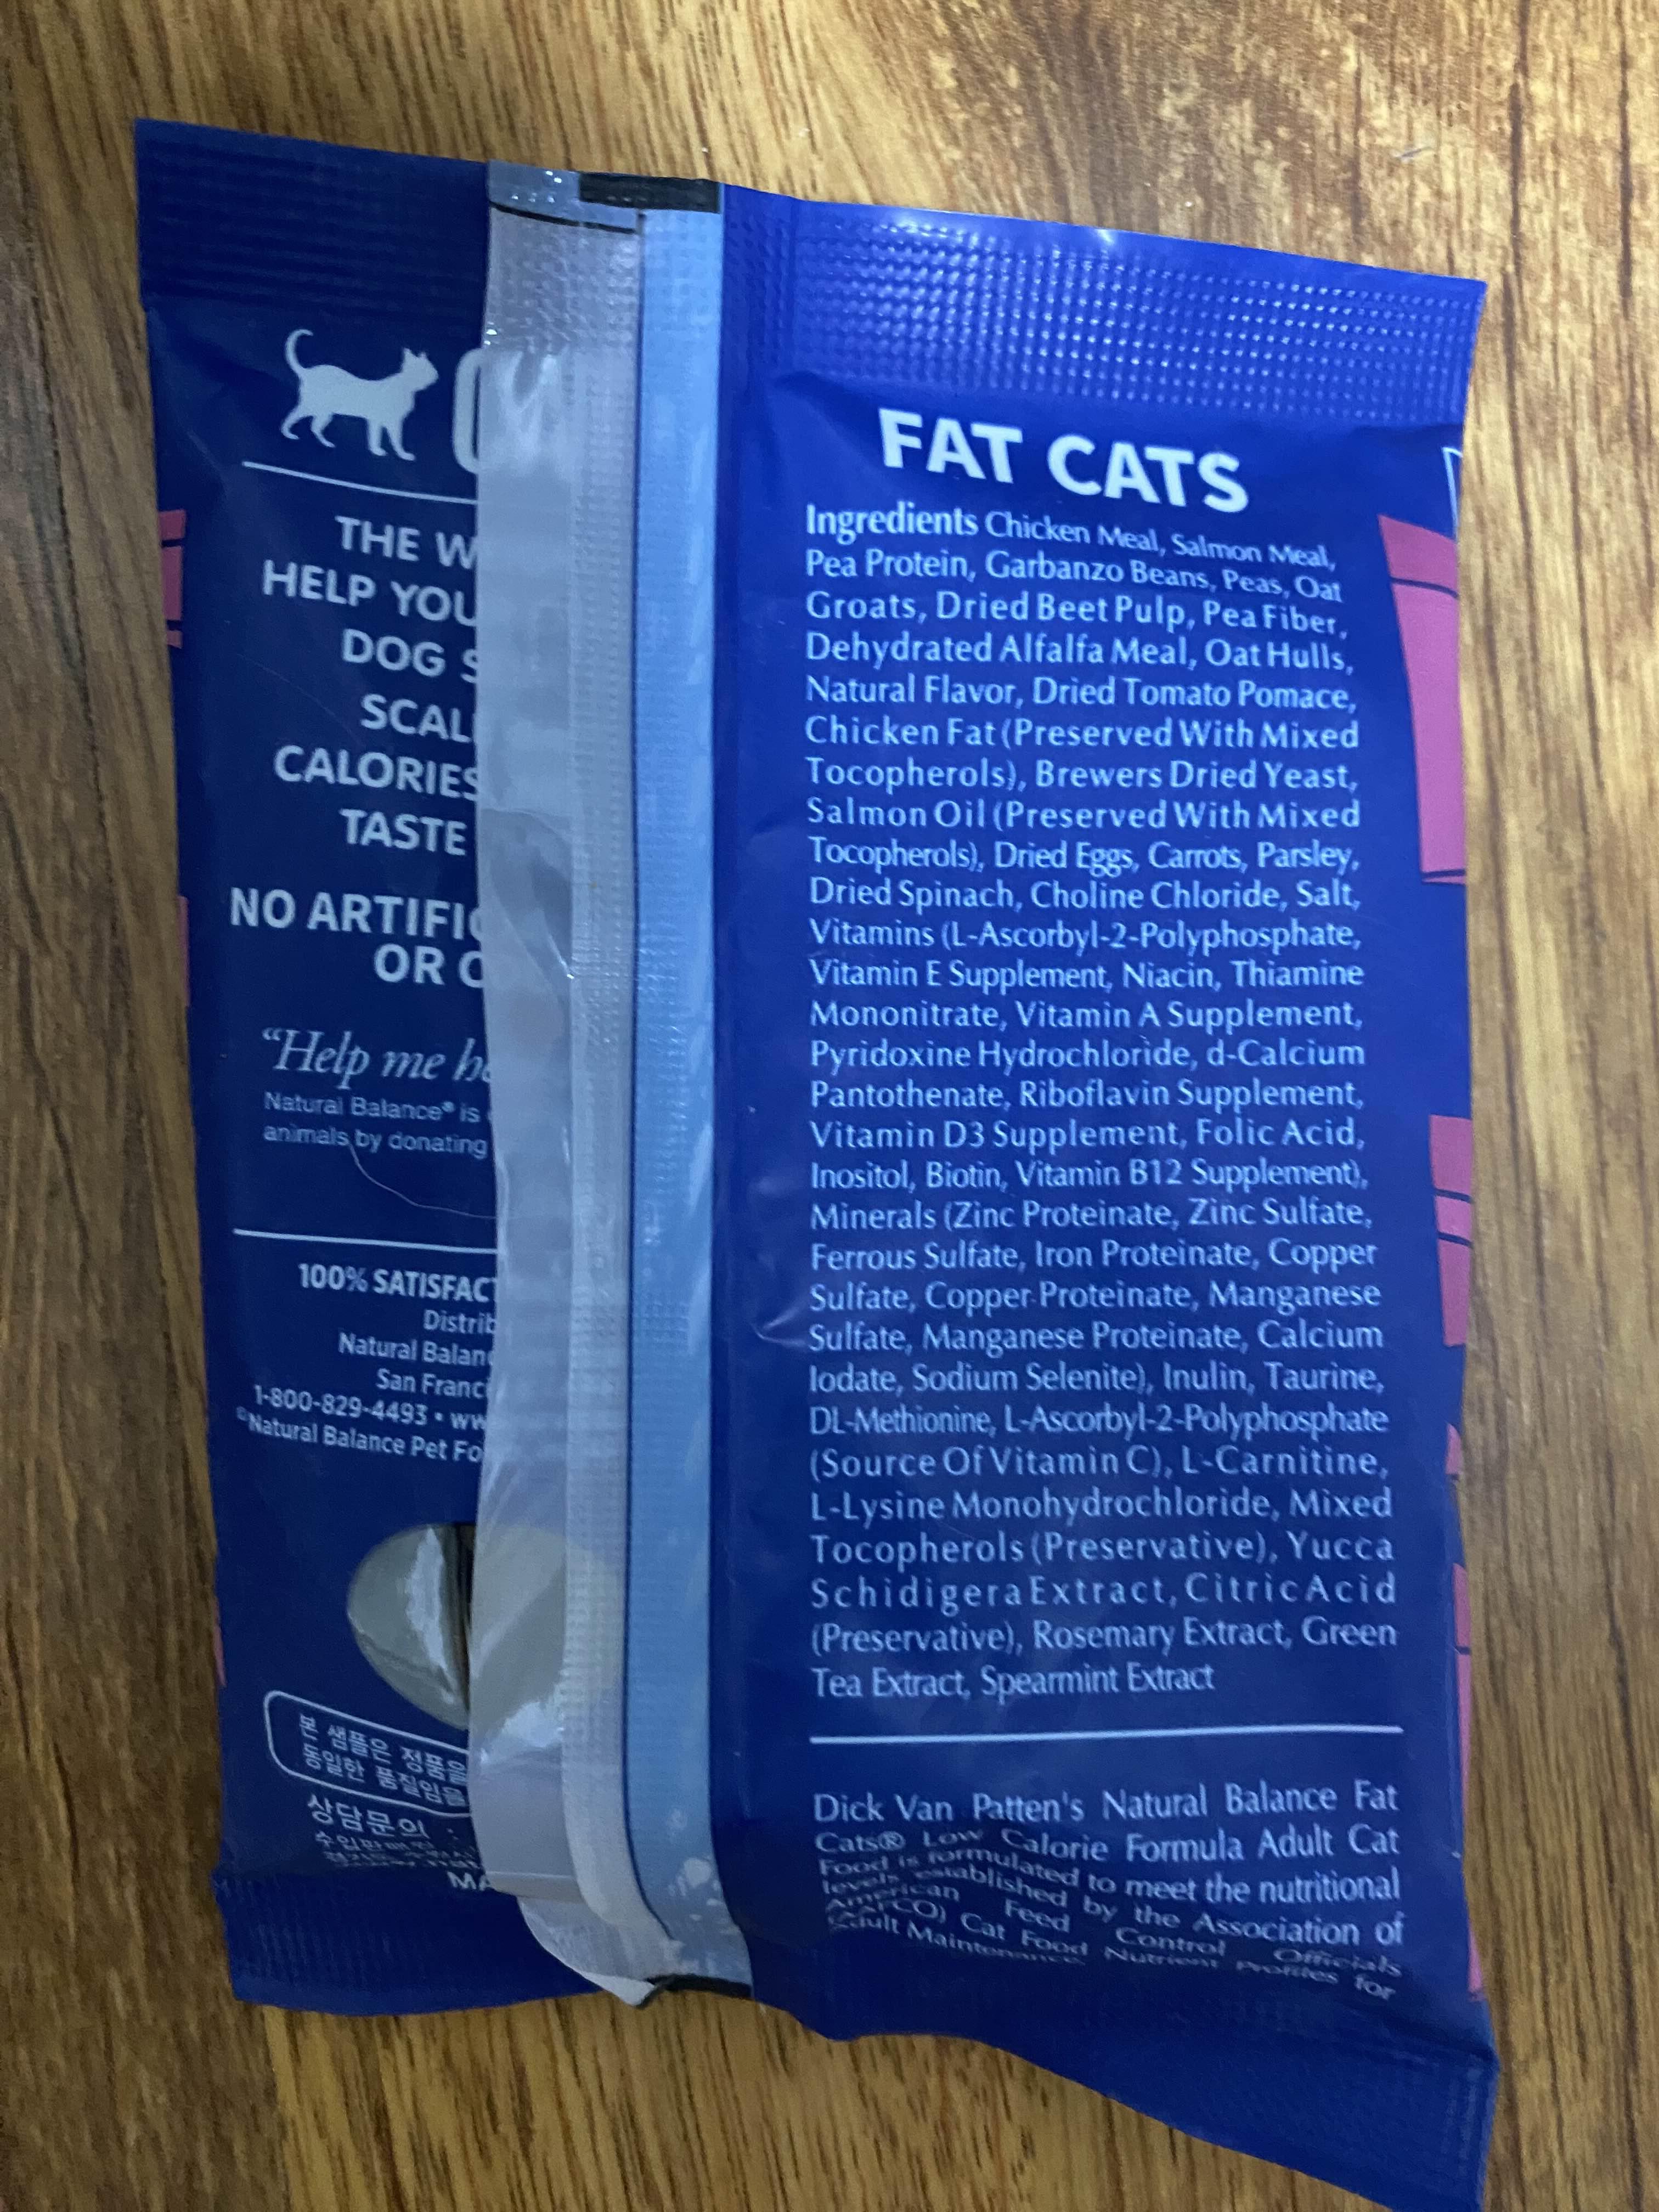 THE W
HELP YOU
DOG S
SCAL
CALORIES
TASTE
NO ARTIFIC
OR C
“Help me he
Natural Balance® is
animals by donating
100% SATISFACT
Distrib
Natural Balanc
San Franci
1-800-829-4493 • ww
©Natural Balance Pet Fo
본 샘플은 정품을
동일한 품질임을
상담문의 :
MA
FAT CATS
Ingredients Chicken Meal, Salmon Meal,
Pea Protein, Garbanzo Beans, Peas, Oat
Groats, Dried Beet Pulp, Pea Fiber,
Dehydrated Alfalfa Meal, Oat Hulls,
Natural Flavor, Dried Tomato Pomace,
Chicken Fat (Preserved With Mixed
Tocopherols), Brewers Dried Yeast,
Salmon Oil (Preserved With Mixed
Tocopherols), Dried Eggs, Carrots, Parsley,
Dried Spinach, Choline Chloride, Salt,
Vitamins (L-Ascorbyl-2-Polyphosphate,
Vitamin E Supplement, Niacin, Thiamine
Mononitrate, Vitamin A Supplement,
Pyridoxine Hydrochloride, d-Calcium
Pantothenate, Riboflavin Supplement,
Vitamin D3 Supplement, Folic Acid,
Inositol, Biotin, Vitamin B12 Supplement),
Minerals (Zinc Proteinate, Zinc Sulfate,
Ferrous Sulfate, Iron Proteinate, Copper
Sulfate, Copper Proteinate, Manganese
Sulfate, Manganese Proteinate, Calcium
Iodate, Sodium Selenite), Inulin, Taurine,
DL-Methionine, L-Ascorbyl-2-Polyphosphate
(Source Of Vitamin C), L-Carnitine,
L-Lysine Monohydrochloride, Mixed
Tocopherols (Preservative), Yucca
Schidigera Extract, Citric Acid
(Preservative), Rosemary Extract, Green
Tea Extract, Spearmint Extract
Dick Van Patten's Natural Balance Fat
Cats® Low Calorie Formula Adult Cat
Food is formulated to meet the nutritional
levels established by the Association of
American Feed Control Officials
(AAFCO) Cat Food Nutrient Profiles for
Adult Maintenance.